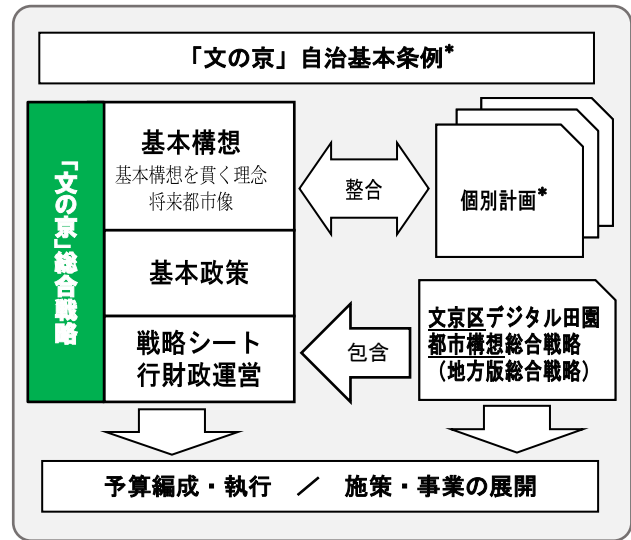 「文の京」自治基本条例*
「文の京」総合戦略
基本構想
基本構想を貫く理念
将来都市像
整合
個別計画*
基本政策
戦略シート
行財政運営
包含
文京区デジタル田園
都市構想総合戦略
（地方版総合戦略）
予算編成・執行　／　施策・事業の展開